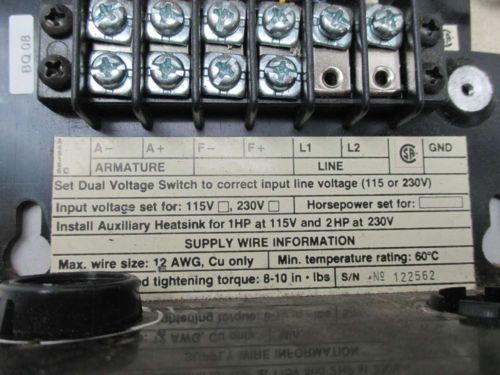 BQ 08
A- A+ F- F+ L1 L2 GND
C ARMATURE LINE
Set Dual Voltage Switch to correct input line voltage (115 or 230V)
Input voltage set for: 115V , 230V Horsepower set for:
Install Auxiliary Heatsink for 1HP at 115V and 2HP at 230V
SUPPLY WIRE INFORMATION
Max. wire size: 12 AWG, Cu only Min. temperature rating: 60°C
tightening torque: 8-10 in • lbs S/N Nº 122562